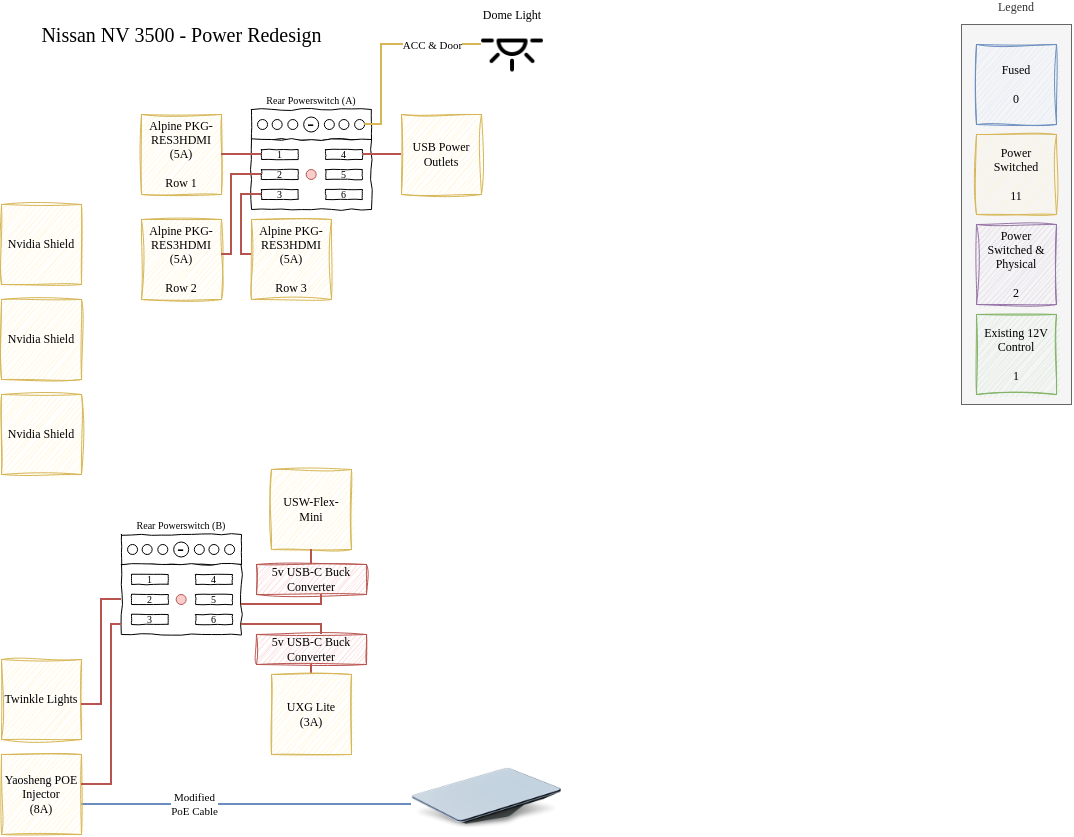 Nissan NV 3500 - Power Redesign
Dome Light
ACC & Door
Legend
Fused
0
Power
Switched
11
Power
Switched &
Physical
2
Existing 12V
Control
1
Rear Powerswitch (A)
1
2
3
4
5
6
Alpine PKG-
RES3HDMI
(5A)
Row 1
USB Power
Outlets
Alpine PKG-
RES3HDMI
(5A)
Row 2
Alpine PKG-
RES3HDMI
(5A)
Row 3
Nvidia Shield
Nvidia Shield
Nvidia Shield
USW-Flex-
Mini
Rear Powerswitch (B)
1
2
3
4
5
6
5v USB-C Buck
Converter
5v USB-C Buck
Converter
UXG Lite
(3A)
Twinkle Lights
Yaosheng POE
Injector
(8A)
Modified
PoE Cable